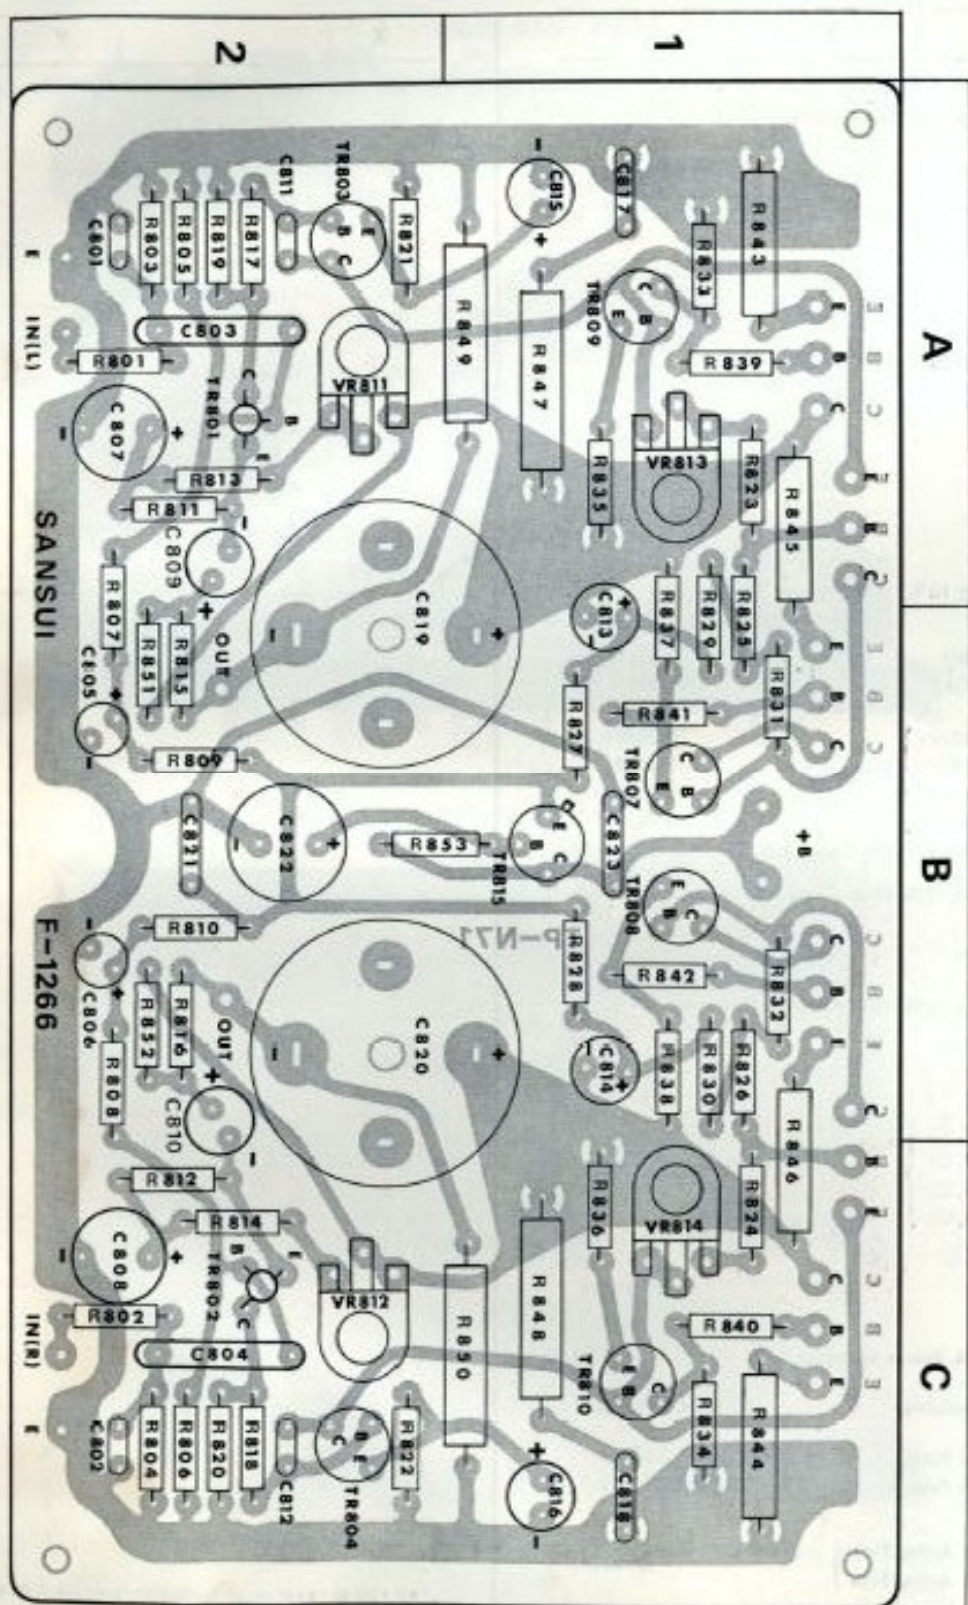 2
1
A
B
C
C811
TR803
E
B
C
C815
-
+
C817
R843
R833
C801
R803
R805
R819
R817
R821
R849
R847
TR809
C
B
E
E
E
E
IN(L)
C803
R801
VR811
R839
B
B
C
C
C807
-
+
TR801
C
B
E
R813
R811
C809
-
+
R835
VR813
R823
R845
E
E
B
B
C
C
SANSUI
R807
R851
R815
OUT
C819
-
+
C813
+
-
R837
R829
R825
E
E
C805
+
-
R809
R827
R841
R831
B
B
C
C
TR807
C
B
E
C821
C822
-
+
R853
TR815
E
B
C
C823
+B
TR808
E
C
B
F-1266
R810
P-N71
R828
R842
R832
C
C
B
B
E
E
C806
-
+
R852
R816
R808
OUT
C820
-
+
C814
-
+
R838
R830
R826
C810
+
-
R812
R814
R836
VR814
R824
R846
C
C
B
B
E
E
C808
-
+
TR802
B
E
C
VR812
R850
R848
R802
IN(R)
C804
R840
C
C
B
B
E
E
TR810
E
B
C
E
C802
R804
R806
R820
R818
C812
TR804
B
C
E
R822
C816
+
-
C818
R834
R844